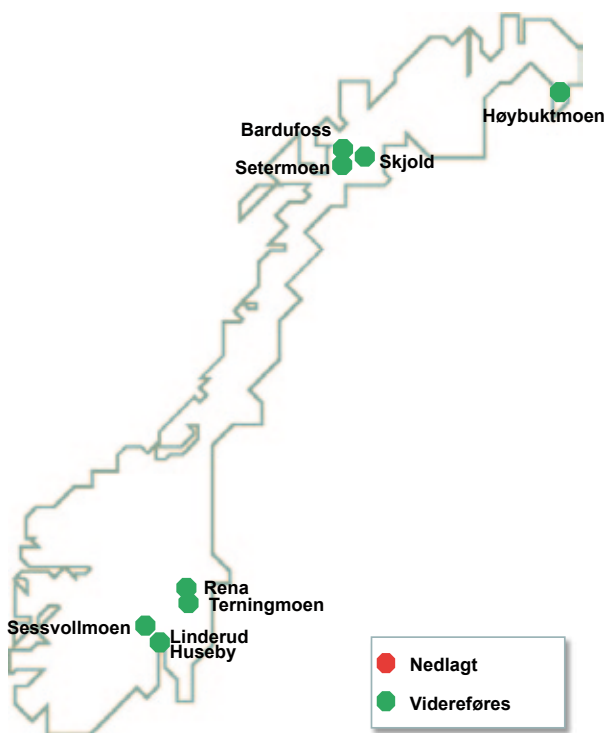 Høybuktmoen
Bardufoss
Setermoen
Skjold
Rena
Terningmoen
Sessvollmoen
Linderud
Huseby
Nedlagt
Videreføres